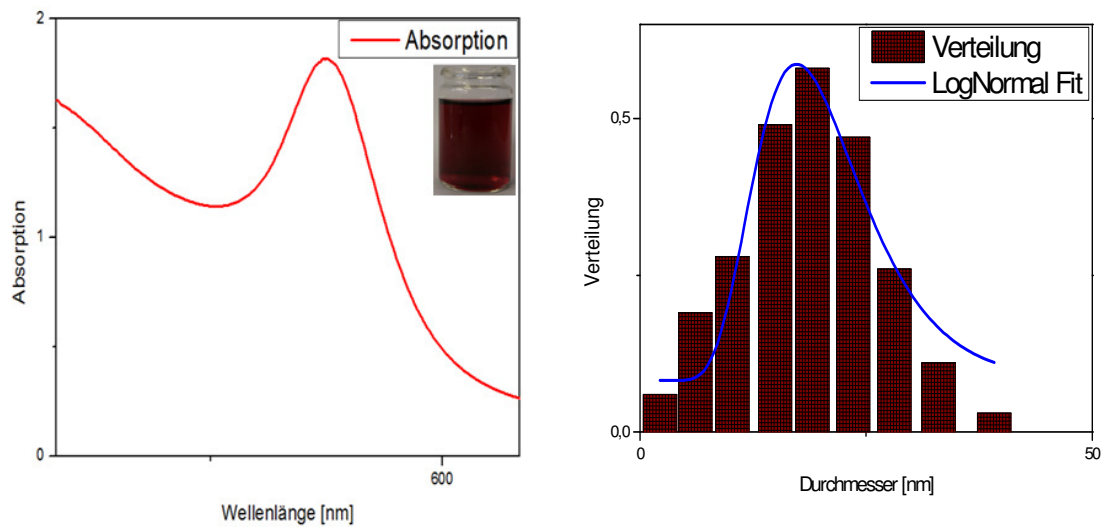 2
1
0
Absorption
Absorption
600
Wellenlänge [nm]
0,5
0,0
Verteilung
Verteilung
LogNormal Fit
0
50
Durchmesser [nm]